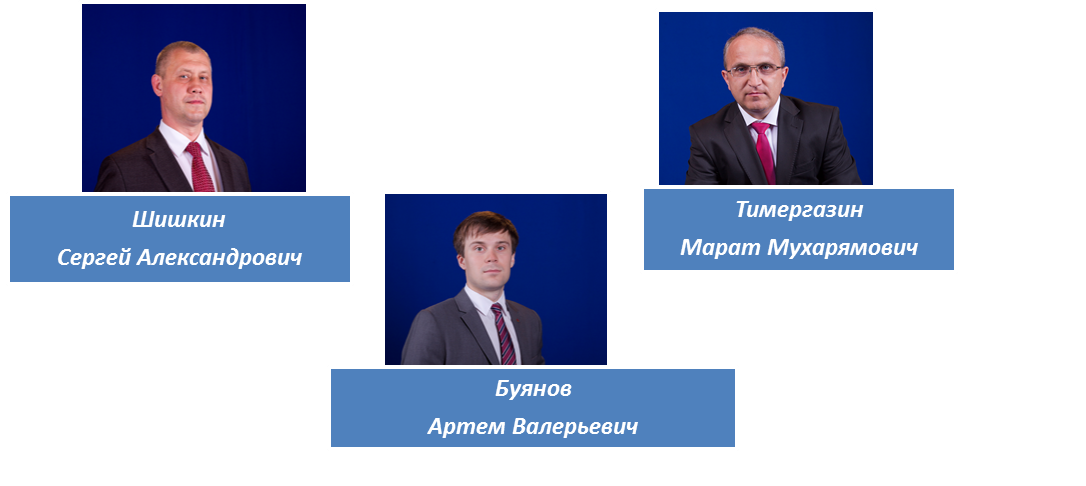 Шишкин
Сергей Александрович
Тимергазин
Марат Мухарямович
Буянов
Артем Валерьевич